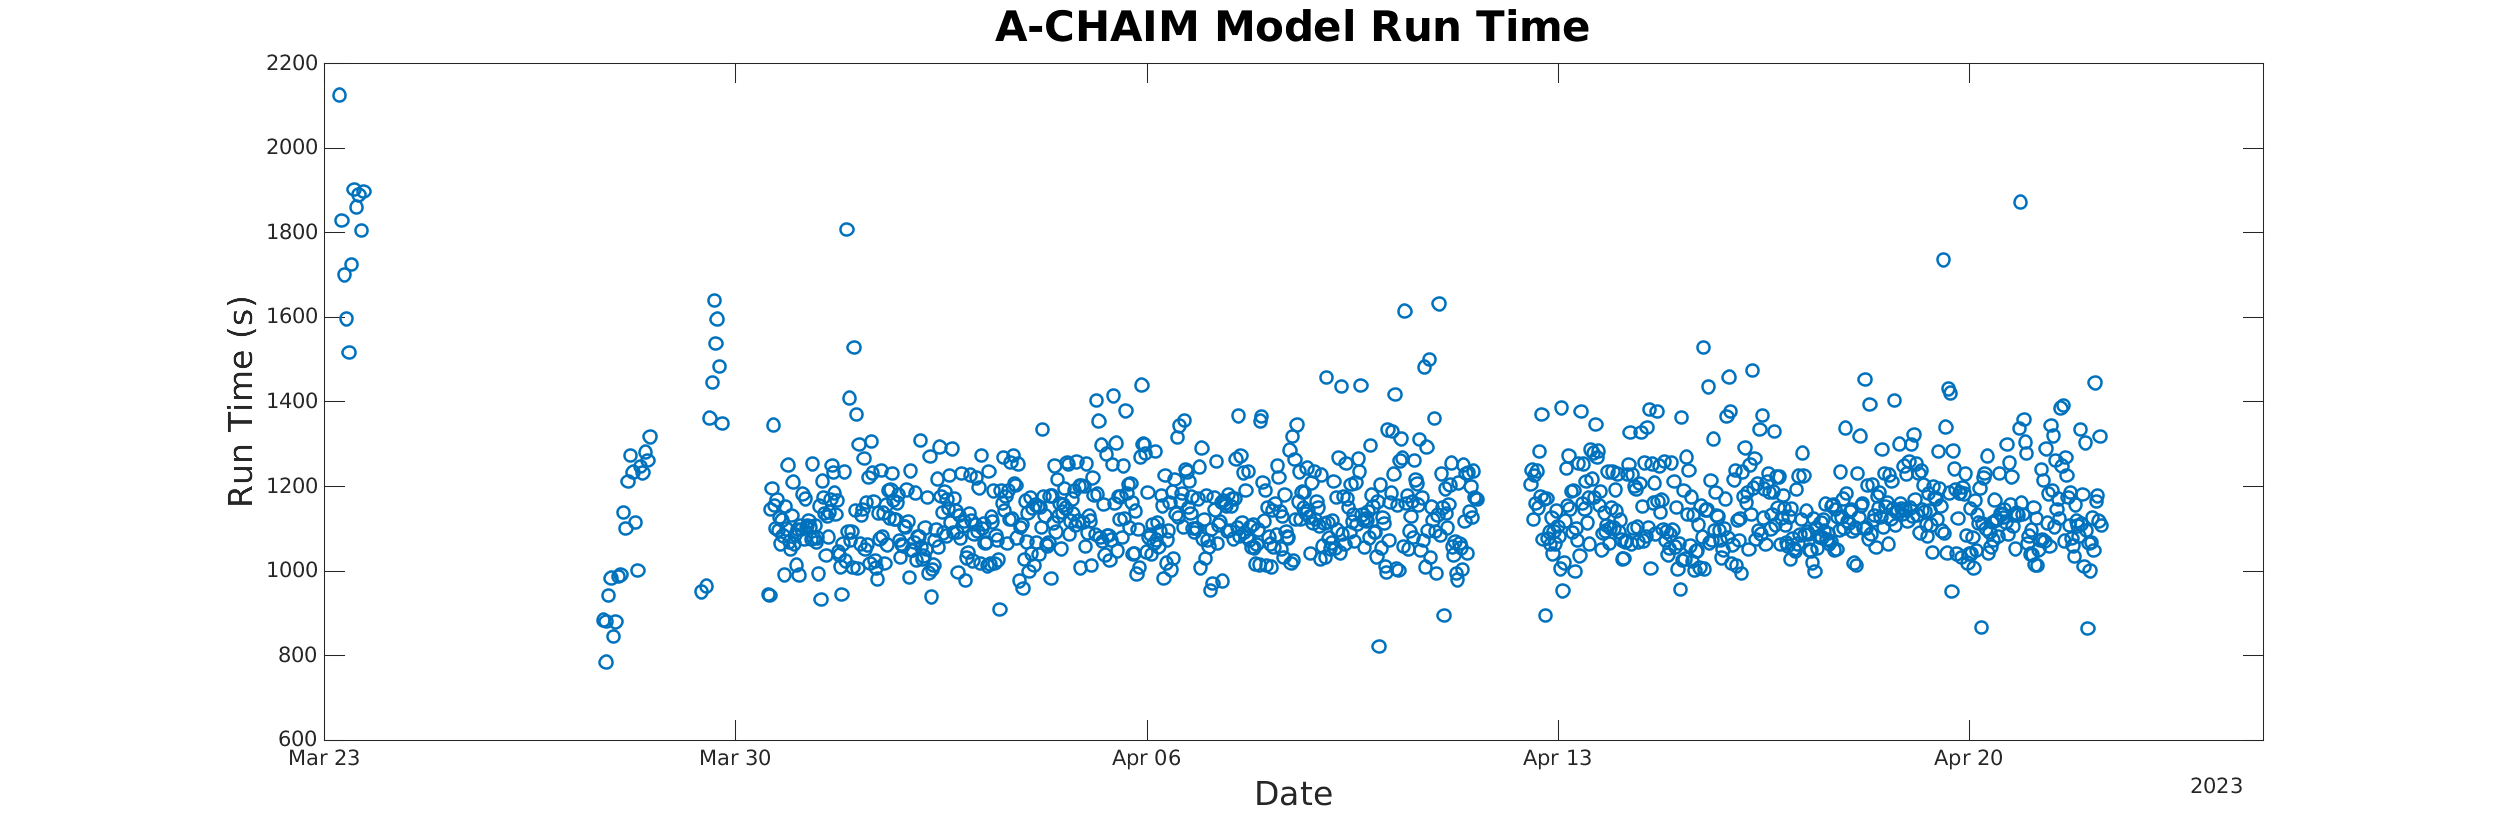 A-CHAIM Model Run Time
2200
2000
1800
1600
1400
1200
1000
800
600
Run Time (s)
Mar 23
Mar 30
Apr 06
Apr 13
Apr 20
2023
Date